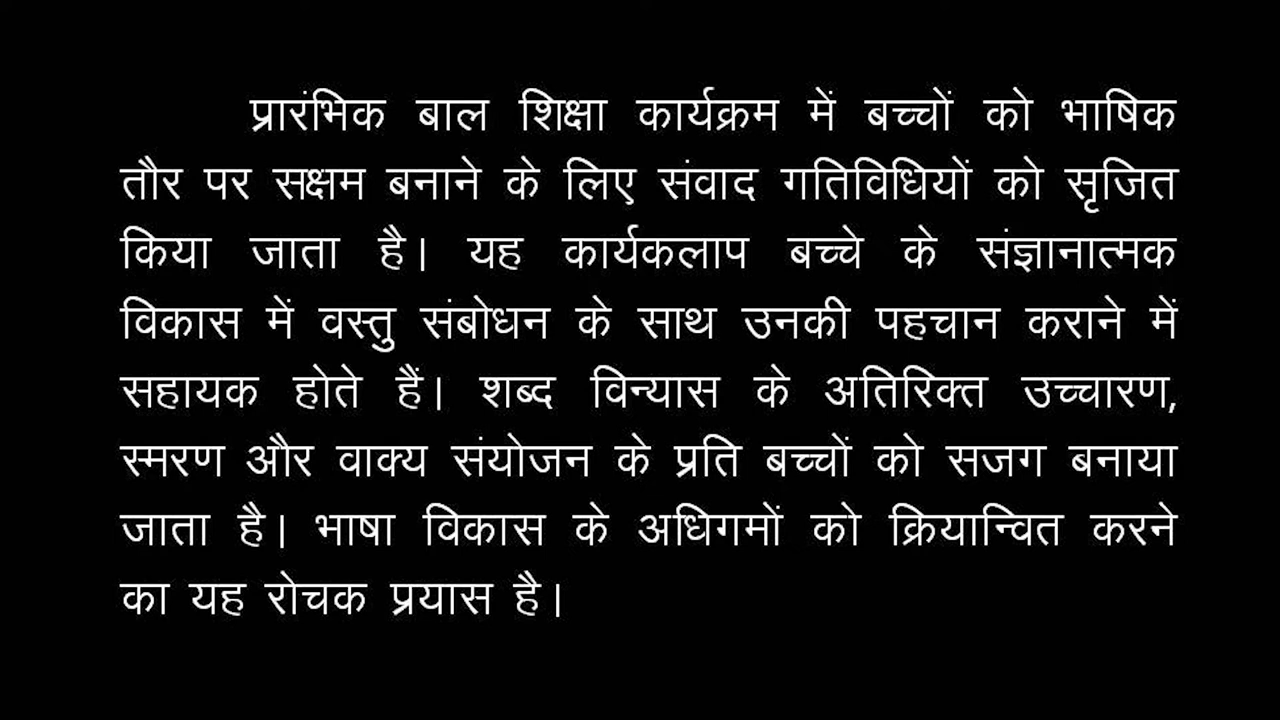 प्रारंभिक बाल शिक्षा कार्यक्रम में बच्चों को भाषिक
तौर पर सक्षम बनाने के लिए संवाद गतिविधियों को सृजित
किया जाता है। यह कार्यकलाप बच्चे के संज्ञानात्मक
विकास में वस्तु संबोधन के साथ उनकी पहचान कराने में
सहायक होते हैं। शब्द विन्यास के अतिरिक्त उच्चारण,
स्मरण और वाक्य संयोजन के प्रति बच्चों को सजग बनाया
जाता है। भाषा विकास के अधिगमों को क्रियान्वित करने
का यह रोचक प्रयास है।